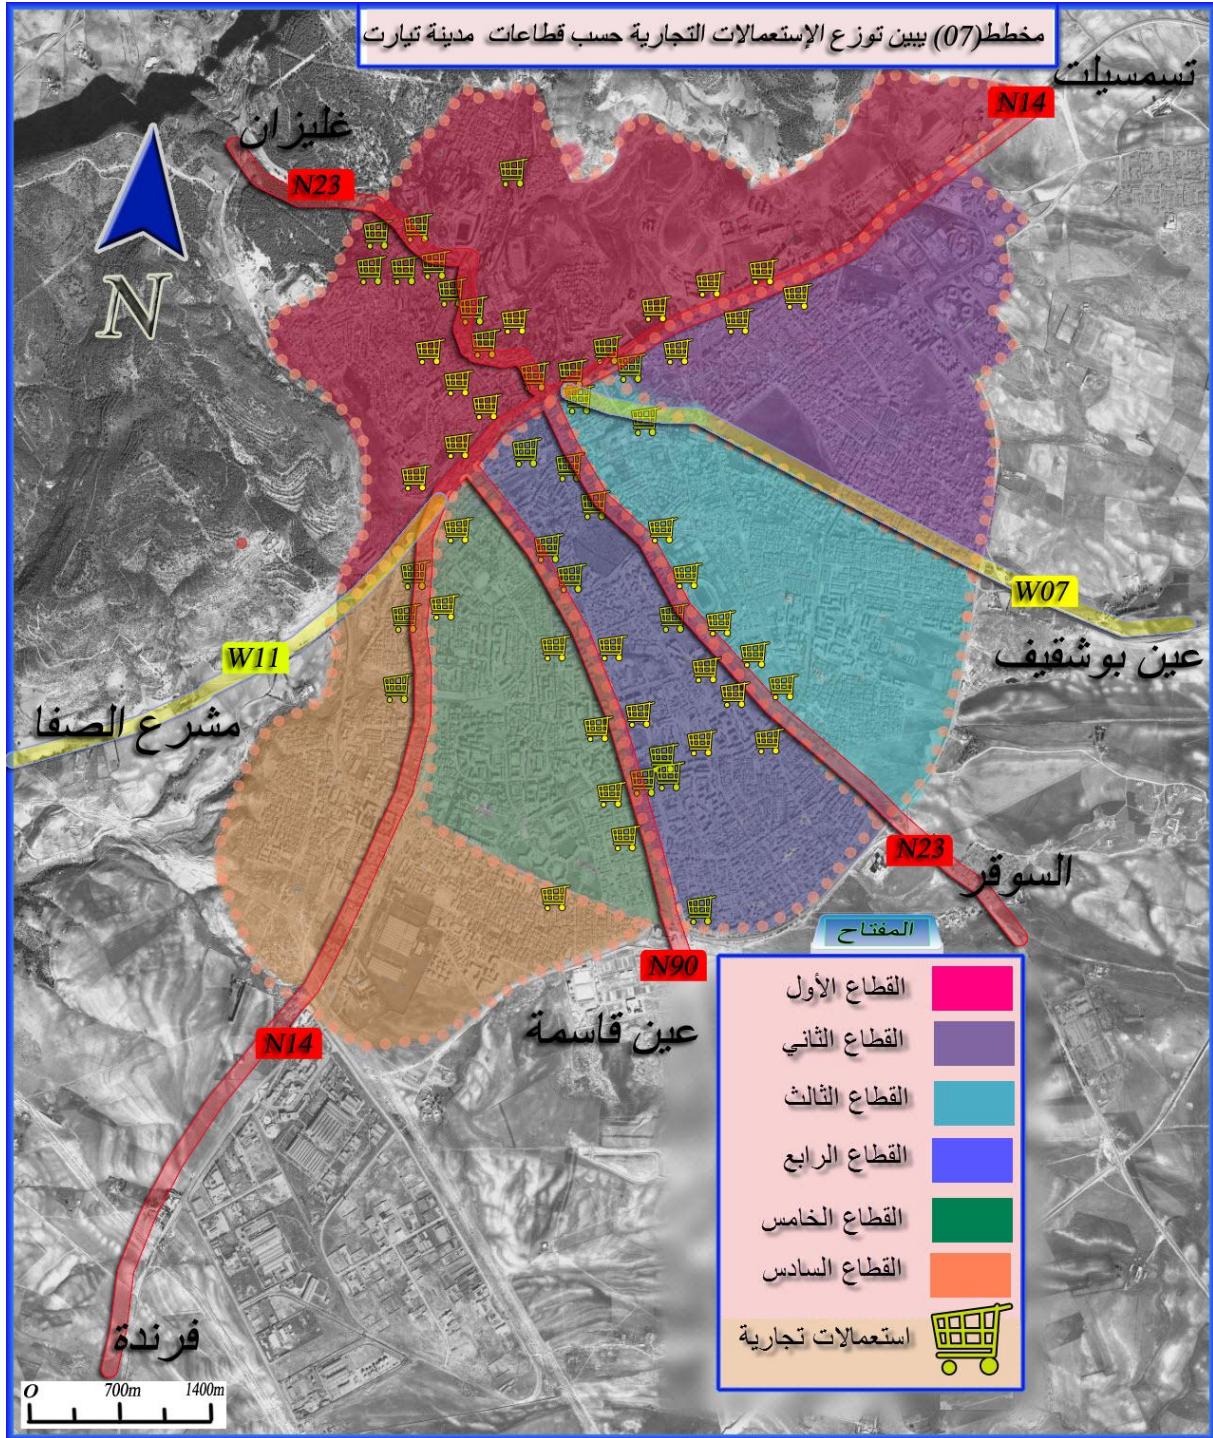 مخطط(07) يبين توزع الإستعمالات التجارية حسب قطاعات مدينة تيارت
تسمسيلت
N14
غليزان
N23
N
W07
عين بوشقيف
W11
مشرع الصفا
N23
السوقر
N90
عين قاسمة
N14
فرندة
المفتاح
القطاع الأول
القطاع الثاني
القطاع الثالث
القطاع الرابع
القطاع الخامس
القطاع السادس
استعمالات تجارية
O 700m 1400m